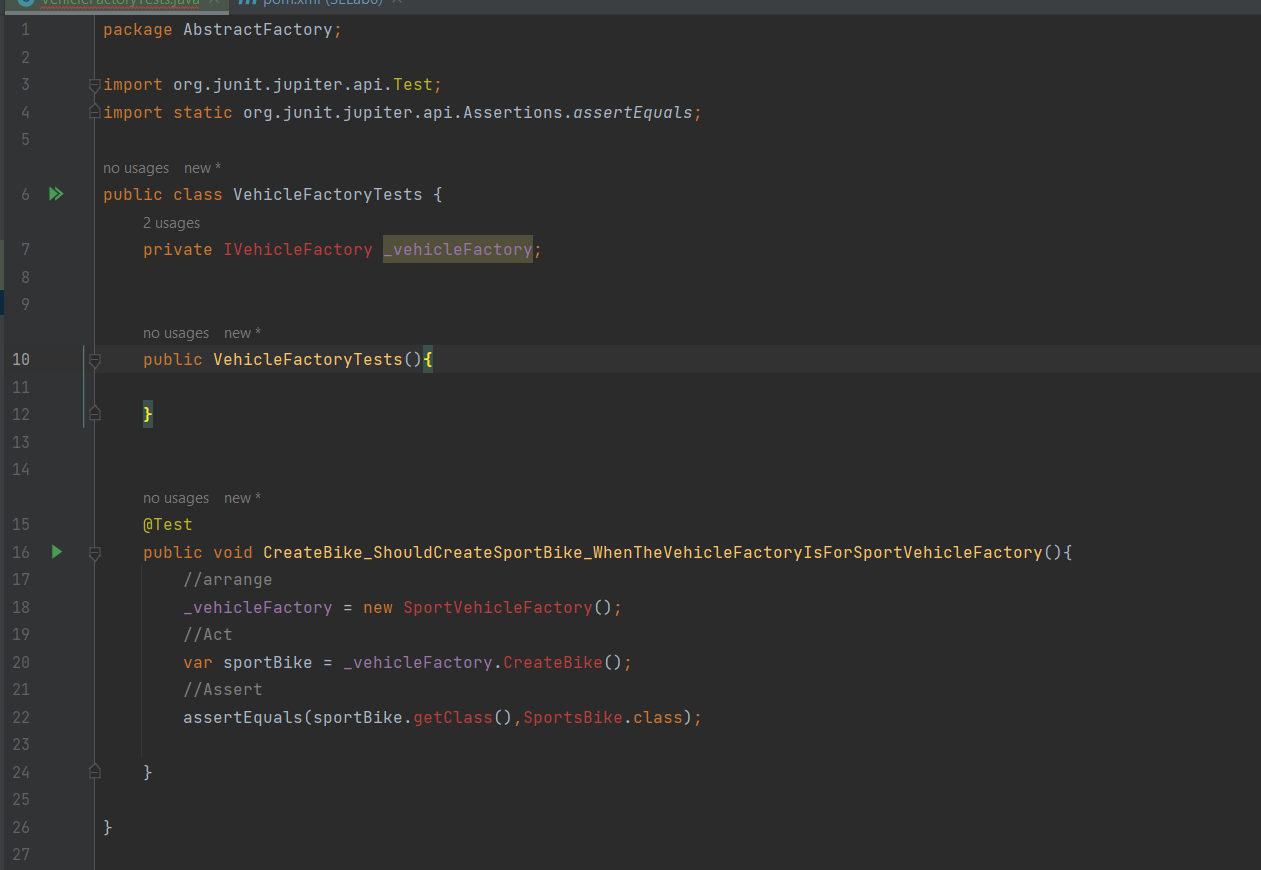 VehicleFactoryTests.java
pom.xml (SELab6)
1 package AbstractFactory;
2
3 import org.junit.jupiter.api.Test;
4 import static org.junit.jupiter.api.Assertions.assertEquals;
5
no usages new *
6 public class VehicleFactoryTests {
2 usages
7 private IVehicleFactory _vehicleFactory;
8
9
no usages new *
10 public VehicleFactoryTests(){
11
12 }
13
14
no usages new *
15 @Test
16 public void CreateBike_ShouldCreateSportBike_WhenTheVehicleFactoryIsForSportVehicleFactory(){
17 //arrange
18 _vehicleFactory = new SportVehicleFactory();
19 //Act
20 var sportBike = _vehicleFactory.CreateBike();
21 //Assert
22 assertEquals(sportBike.getClass(),SportsBike.class);
23
24 }
25
26 }
27